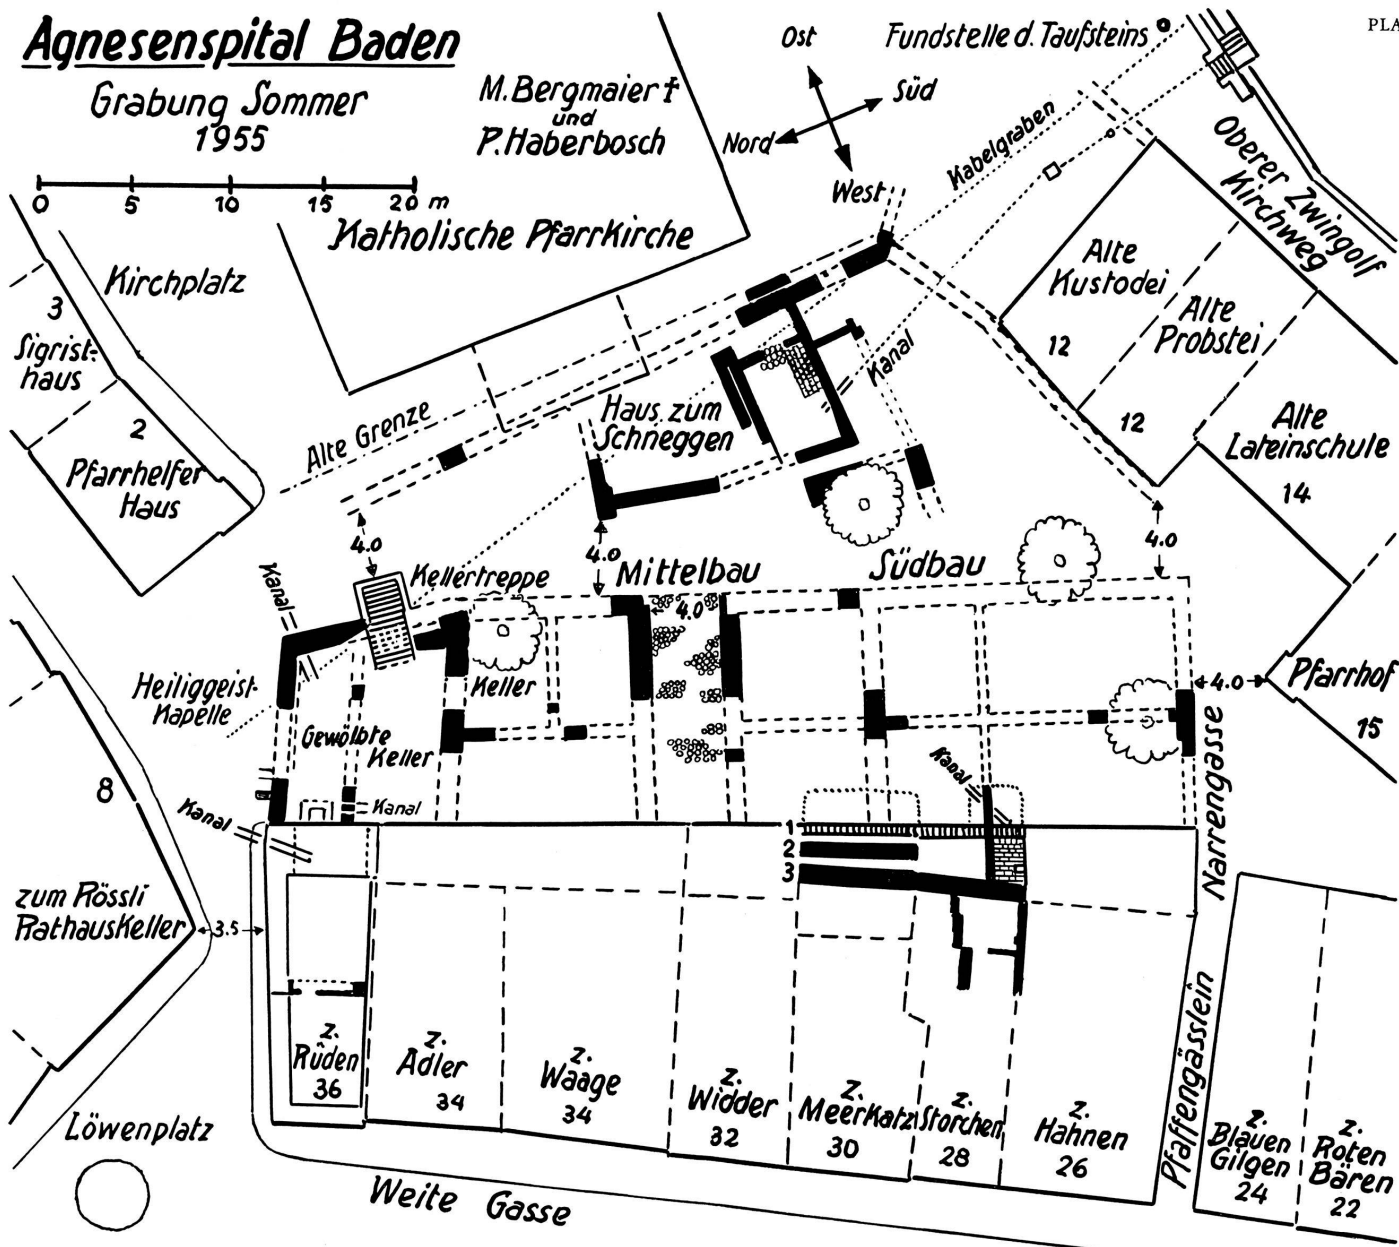 Agnesenspital Baden
Grabung Sommer
1955
M. Bergmaier †
und
P. Haberbosch
0 5 10 15 20 m
PLA
Ost
Süd
Nord
West
Fundstelle d. Taufsteins
Kabelgraben
Oberer Zwingolf
Kirchweg
Katholische Pfarrkirche
Kirchplatz
3
Sigrist-
haus
2
Pfarrhelfer
Haus
Alte Grenze
Haus zum
Schneggen
Kanal
Alte
Kustodei
12
Alte
Probstei
12
Alte
Lateinschule
14
4.0
4.0
4.0
Kanal
Kellertreppe
Mittelbau
Südbau
4.0
Heiliggeist-
Kapelle
Keller
Gewölbte
Keller
Kanal
Kanal
Kanal
4.0
Pfarrhof
15
Narrengasse
8
1
2
3
zum Rössli
Rathauskeller
3.5
z.
Rüden
36
z.
Adler
34
z.
Waage
34
z.
Widder
32
z.
Meerkatz
30
z.
Storchen
28
z.
Hahnen
26
Pfaffengässlein
z.
Blauen
Gilgen
24
z.
Roten
Bären
22
Löwenplatz
Weite Gasse